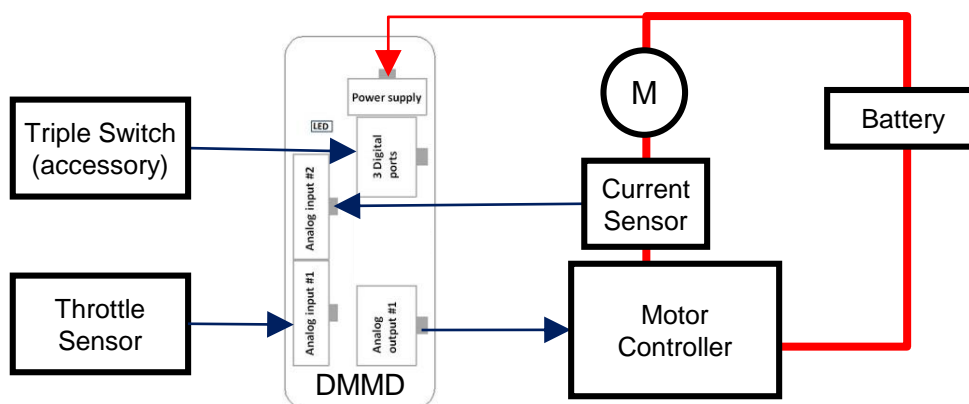 Triple Switch
(accessory)
Throttle
Sensor
Power supply
LED
3 Digital
ports
Analog input #2
Analog input #1
Analog
output #1
DMMD
M
Current
Sensor
Motor
Controller
Battery